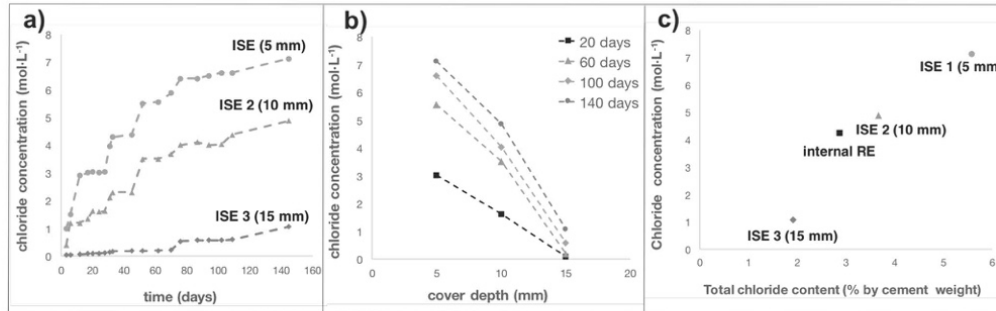 a)
8
7
6
5
4
3
2
1
0
0 20 40 60 80 100 120 140 160
chloride concentration (mol·L⁻¹)
time (days)
ISE (5 mm)
ISE 2 (10 mm)
ISE 3 (15 mm)
b)
8
7
6
5
4
3
2
1
0
0 5 10 15 20
chloride concentration (mol·L⁻¹)
cover depth (mm)
20 days
60 days
100 days
140 days
c)
8
7
6
5
4
3
2
1
0
0 1 2 3 4 5 6
Chloride concentration (mol·L⁻¹)
Total chloride content (% by cement weight)
ISE 1 (5 mm
ISE 2 (10 mm)
internal RE
ISE 3 (15 mm)